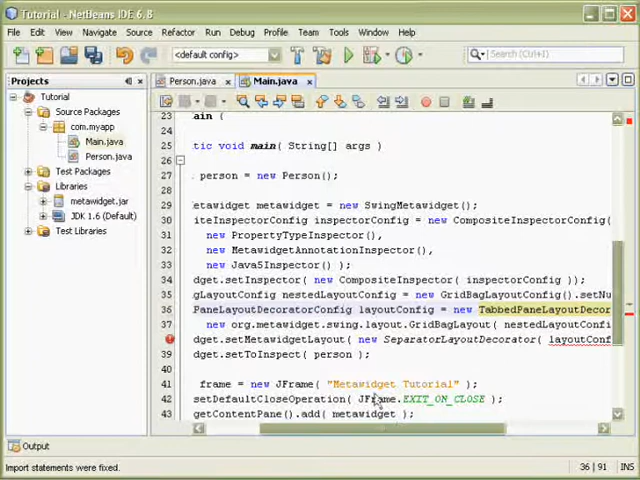 Tutorial - NetBeans IDE 6.8
File Edit View Navigate Source Refactor Run Debug Profile Team Tools Window Help
<default config> Search (Ctrl+I)
Projects Person.java Main.java
Tutorial
Source Packages
com.myapp
Main.java
Person.java
Test Packages
Libraries
metawidget.jar
JDK 1.6 (Default)
Test Libraries
23 ain (
24
25 tic void main( String[] args )
26
27 person = new Person();
28
29 etawidget metawidget = new SwingMetawidget();
30 iteInspectorConfig inspectorConfig = new CompositeInspectorConfig(
31 new PropertyTypeInspector(),
32 new MetawidgetAnnotationInspector(),
33 new Java5Inspector() );
34 dget.setInspector( new CompositeInspector( inspectorConfig ));
35 gLayoutConfig nestedLayoutConfig = new GridBagLayoutConfig().setNu
36 PaneLayoutDecoratorConfig layoutConfig = new TabbedPaneLayoutDecor
37 new org.metawidget.swing.layout.GridBagLayout( nestedLayoutConf
dget.setMetawidgetLayout( new SeparatorLayoutDecorator( layoutConf
39 dget.setToInspect( person );
40
41 frame = new JFrame( "Metawidget Tutorial" );
42 setDefaultCloseOperation( JFrame.EXIT_ON_CLOSE );
43 getContentPane().add( metawidget );
Output
Import statements were fixed. 36 | 91 INS